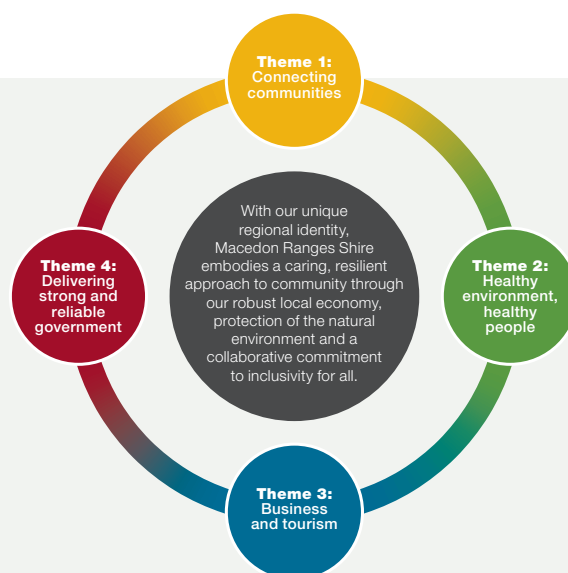 Theme 1:
Connecting
communities
With our unique
regional identity,
Macedon Ranges Shire
embodies a caring, resilient
approach to community through
our robust local economy,
protection of the natural
environment and a
collaborative commitment
to inclusivity for all.
Theme 4:
Delivering
strong and
reliable
government
Theme 2:
Healthy
environment,
healthy
people
Theme 3:
Business
and tourism